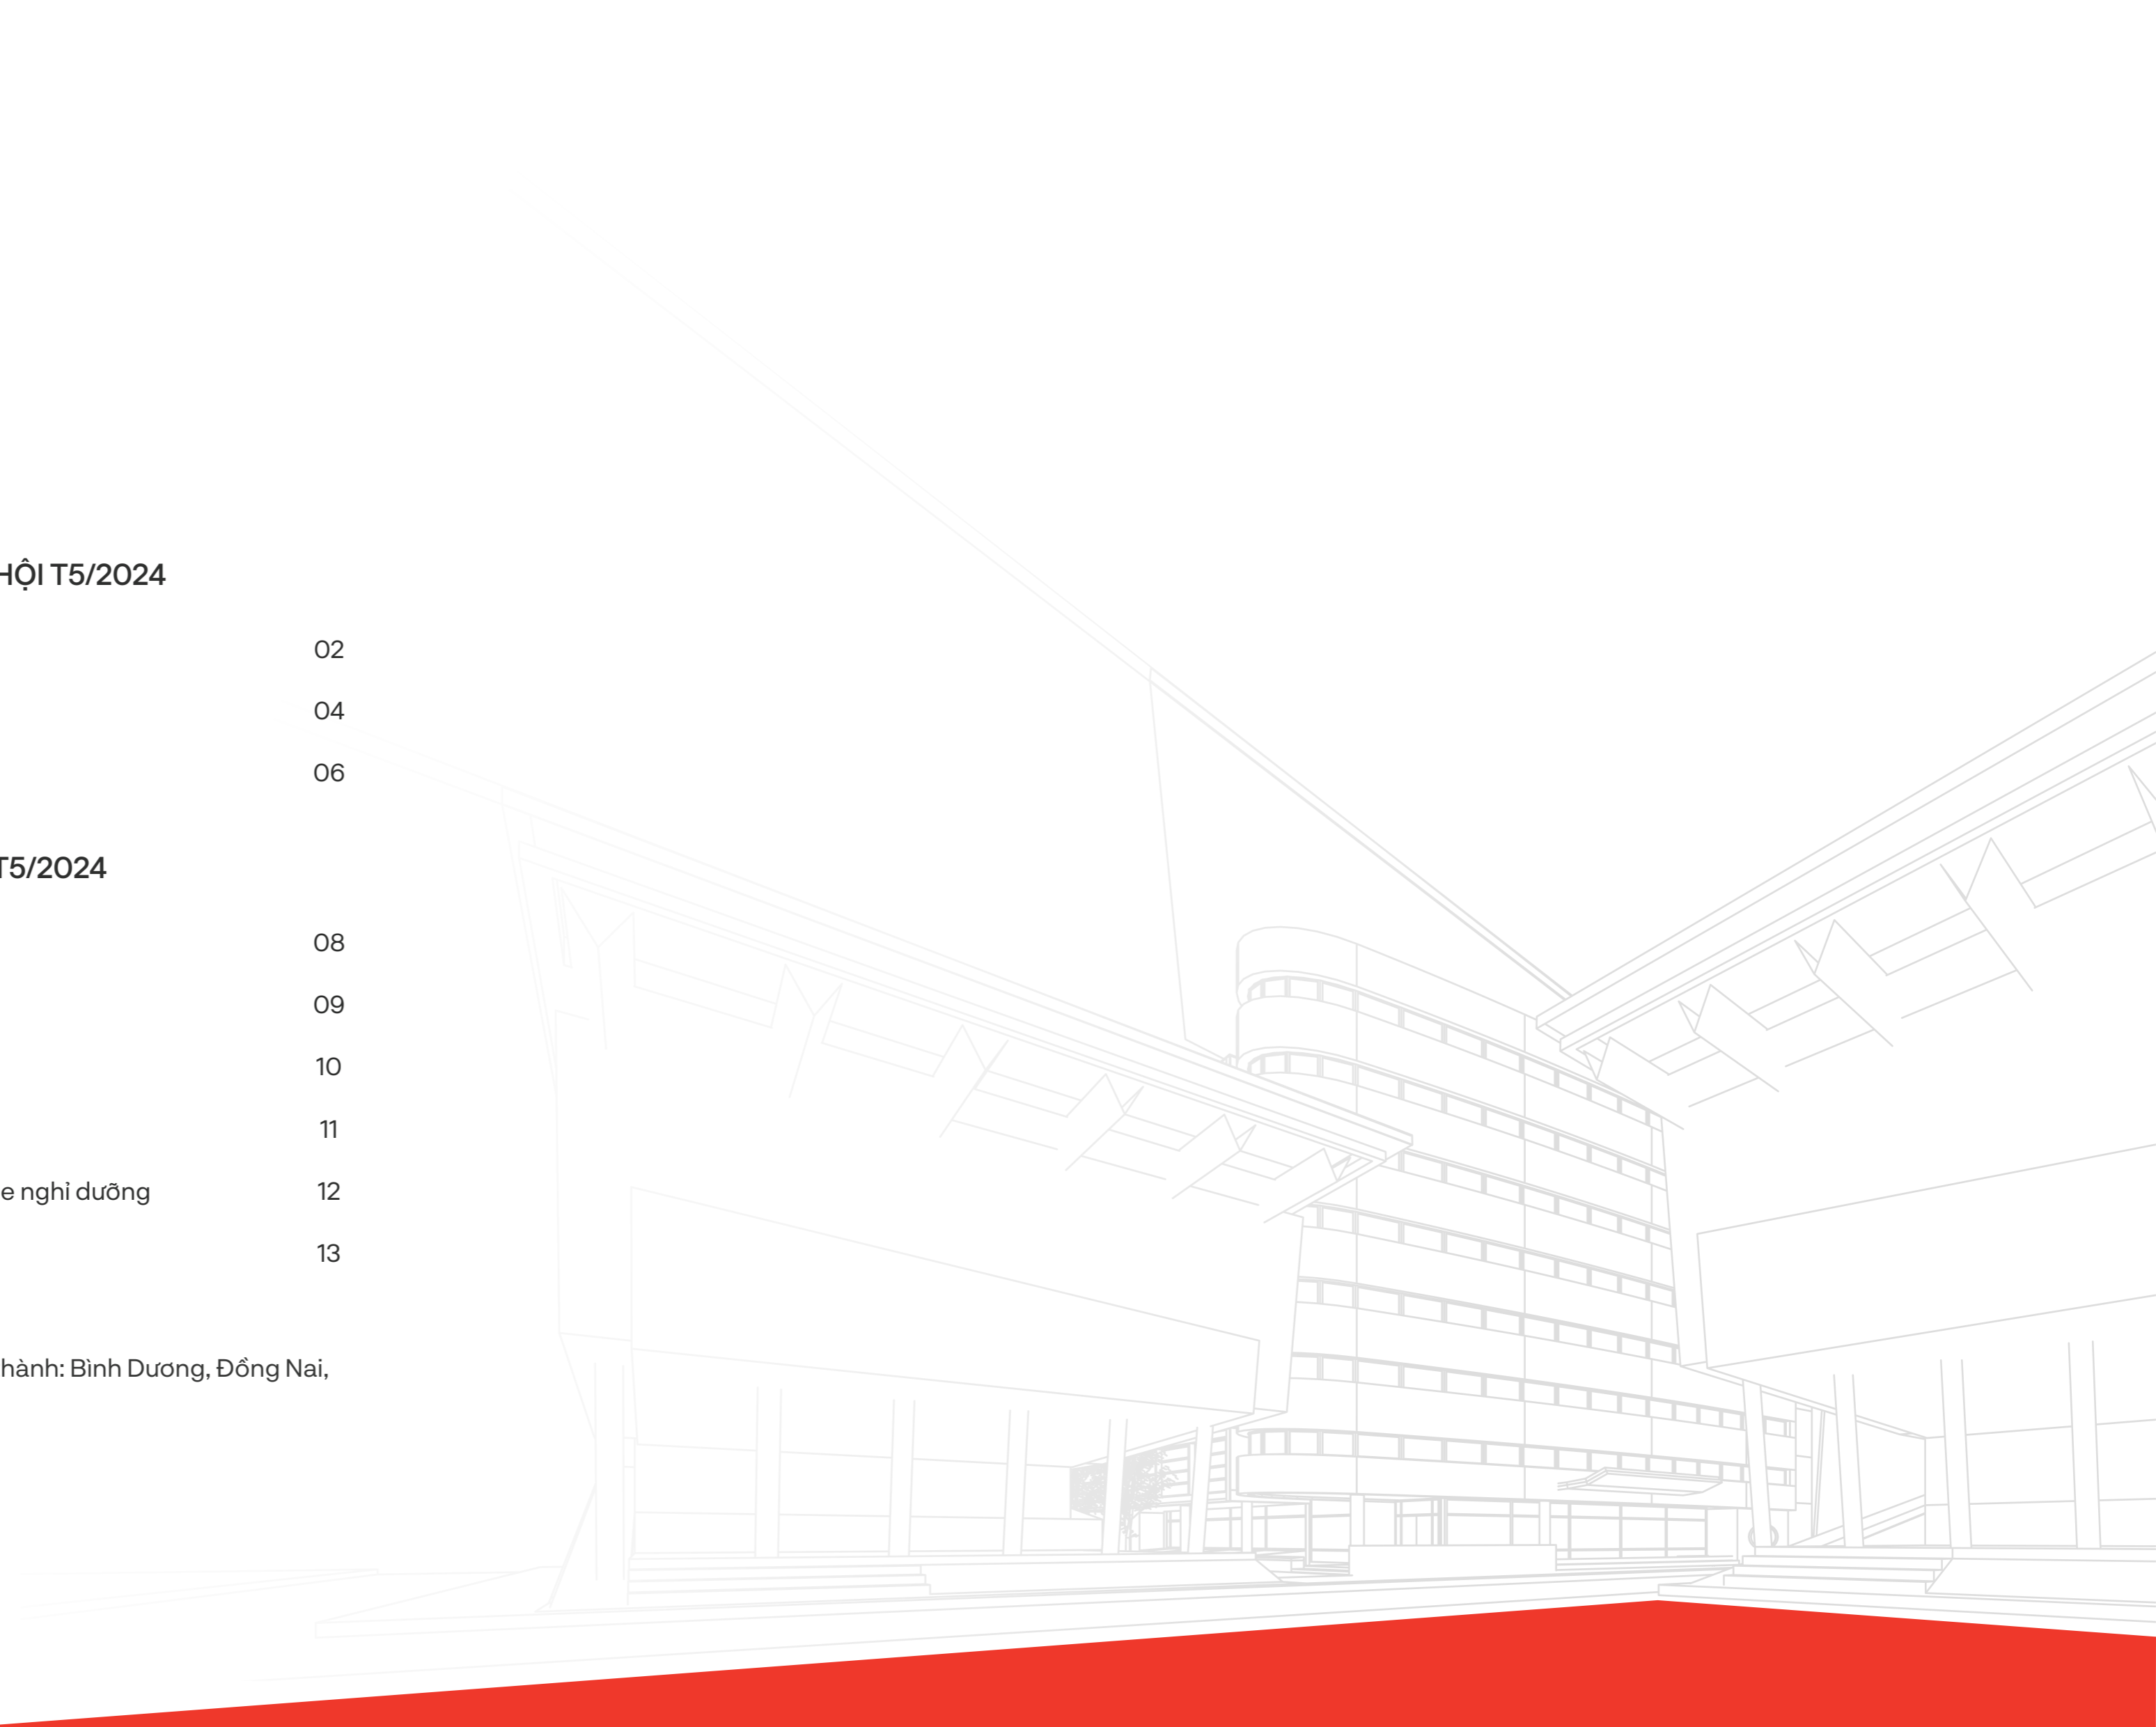 HỘI T5/2024
02
04
06
T5/2024
08
09
10
11
e nghỉ dưỡng 12
13
hành: Bình Dương, Đồng Nai,